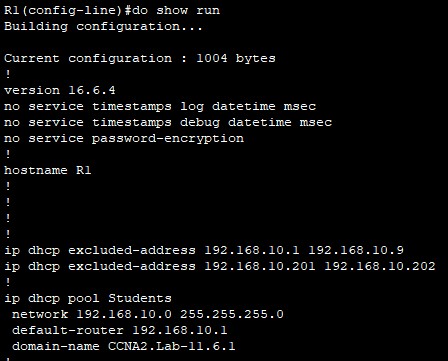 R1(config-line)#do show run
Building configuration...
Current configuration : 1004 bytes
!
version 16.6.4
no service timestamps log datetime msec
no service timestamps debug datetime msec
no service password-encryption
!
hostname R1
!
!
!
!
ip dhcp excluded-address 192.168.10.1 192.168.10.9
ip dhcp excluded-address 192.168.10.201 192.168.10.202
!
ip dhcp pool Students
network 192.168.10.0 255.255.255.0
default-router 192.168.10.1
domain-name CCNA2.Lab-11.6.1
!